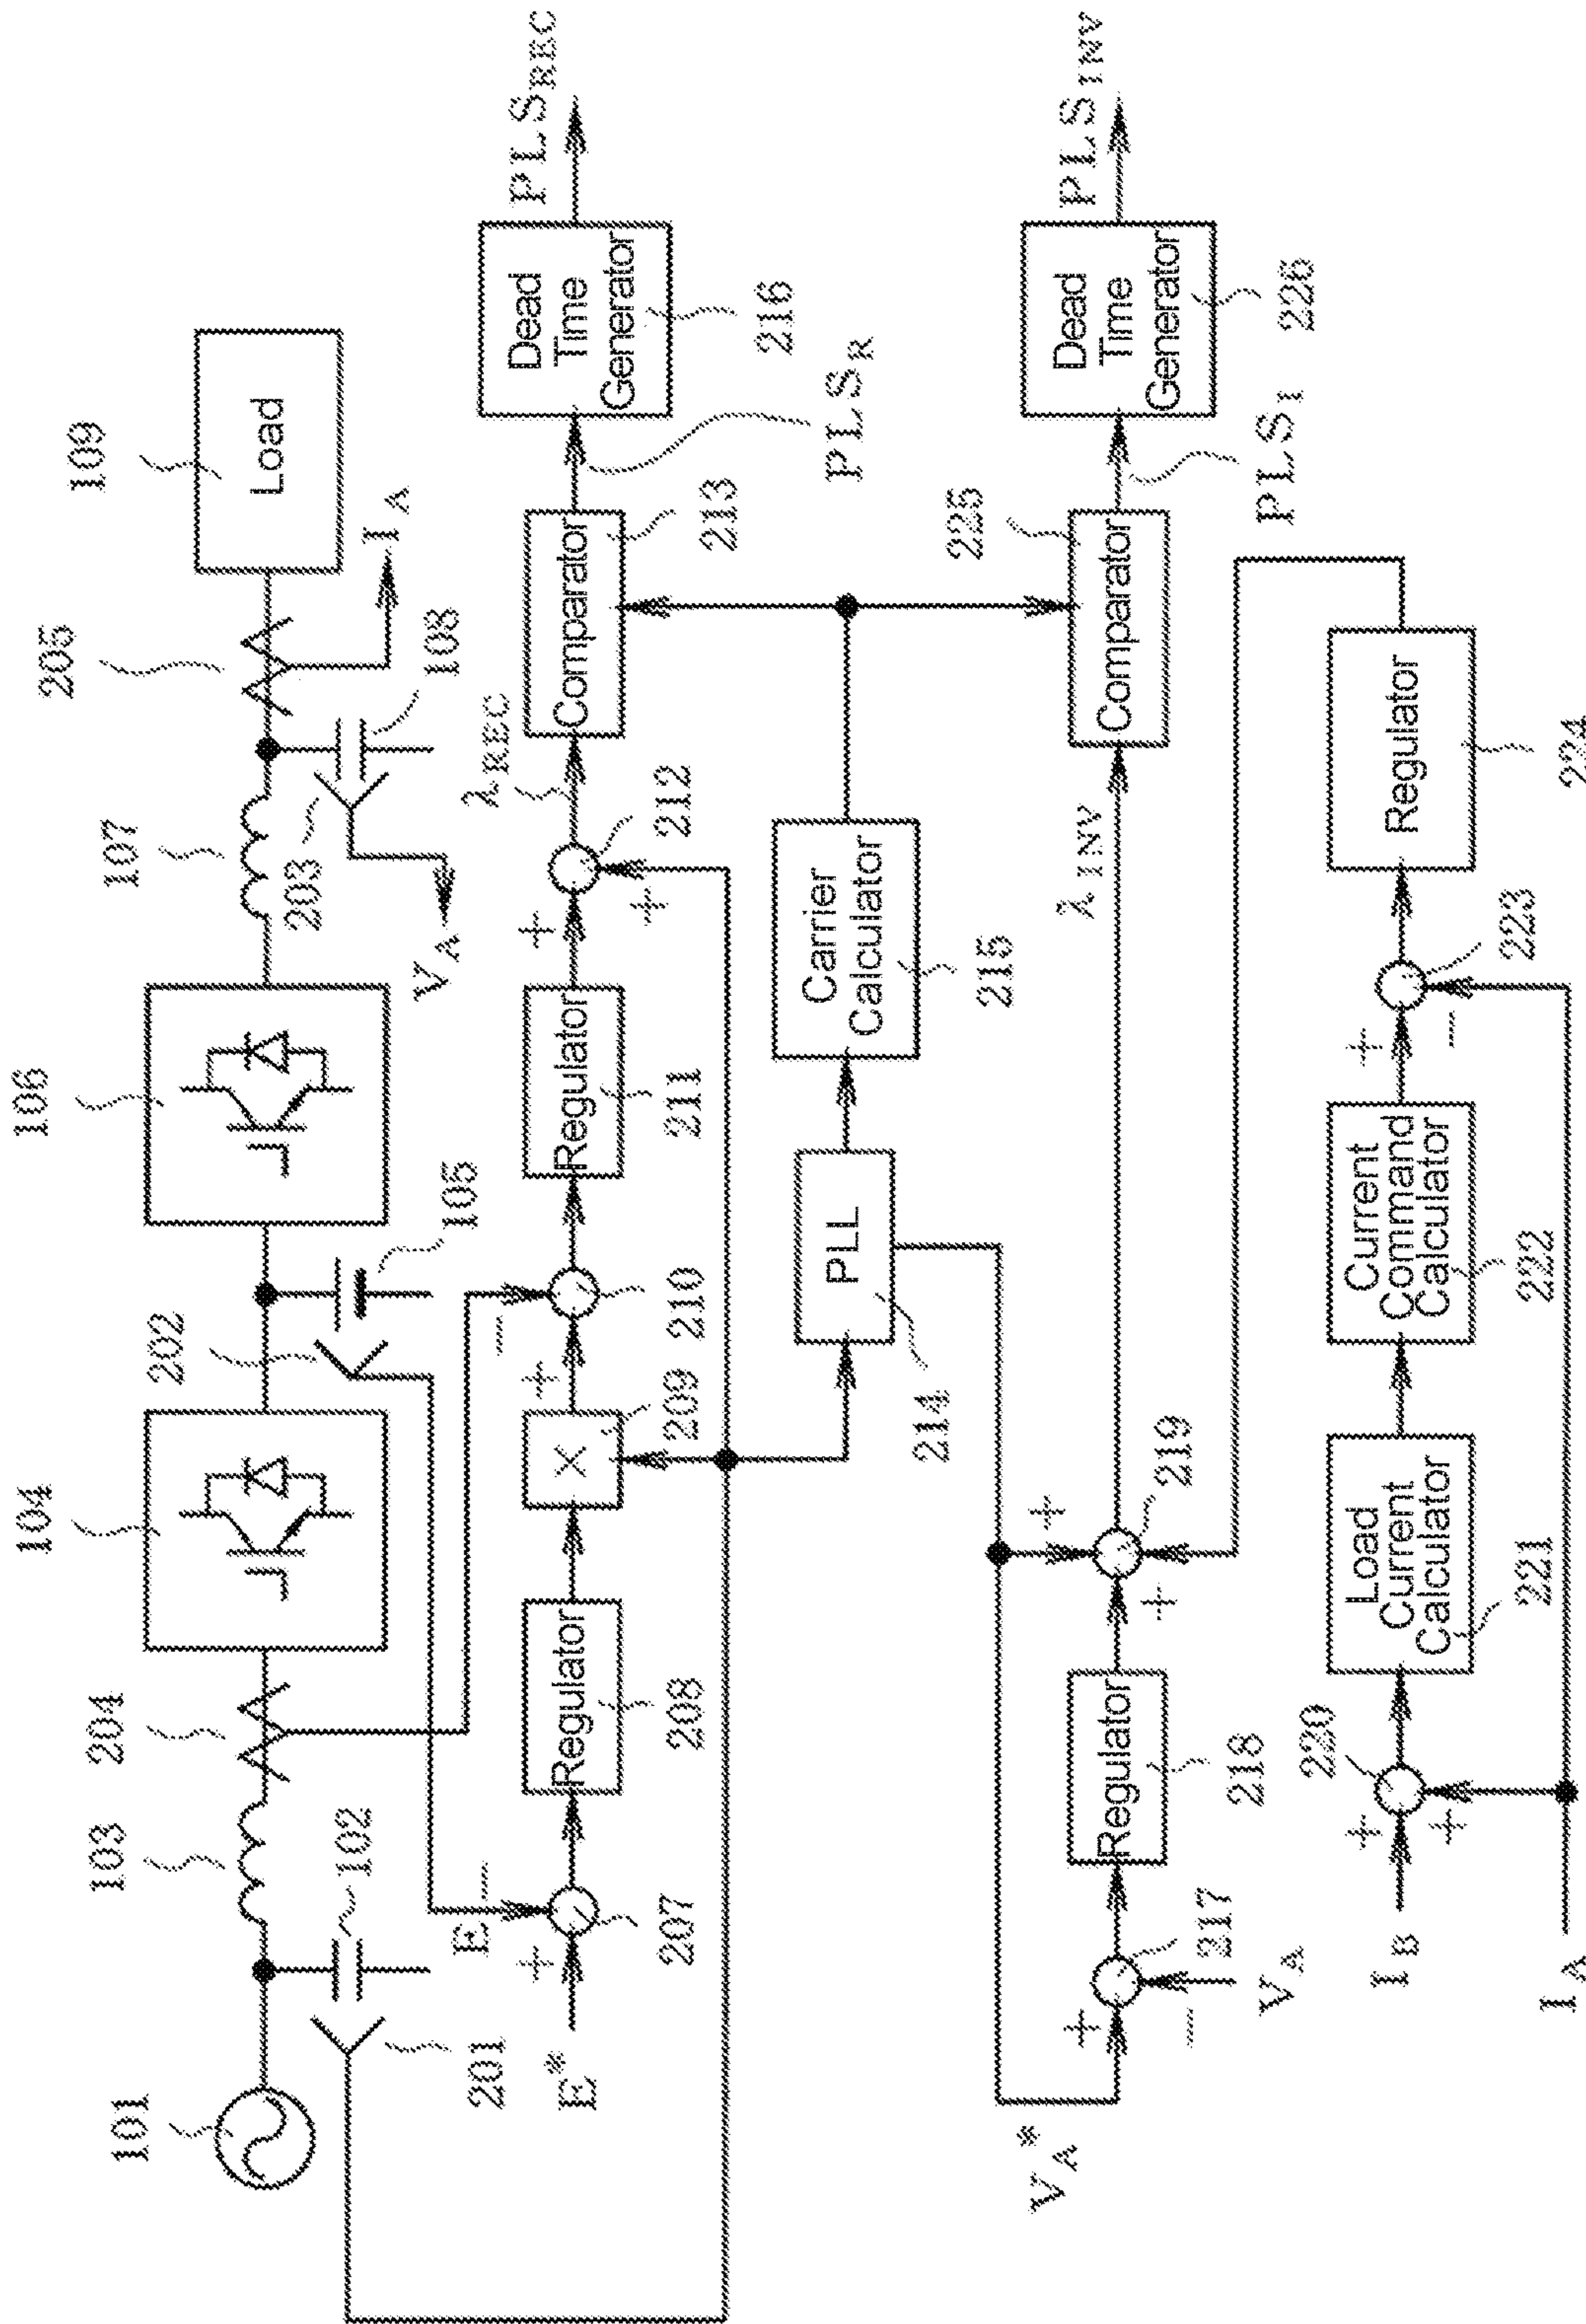 101
102
103
204
104
202
105
106
107
203
108
205
109
Load
I_A
V_A
201
E*
+
E
−
207
Regulator
208
×
209
+
−
210
Regulator
211
+
+
212
λ_REC
Comparator
213
PLS_R
Dead
Time
Generator
216
PLS_REC
PLL
214
Carrier
Calculator
215
V_A*
+
−
V_A
217
Regulator
218
+
+
219
λ_INV
Comparator
225
PLS_I
Dead
Time
Generator
226
PLS_INV
I_B
I_A
+
+
220
Load
Current
Calculator
221
Current
Command
Calculator
222
+
−
223
Regulator
224